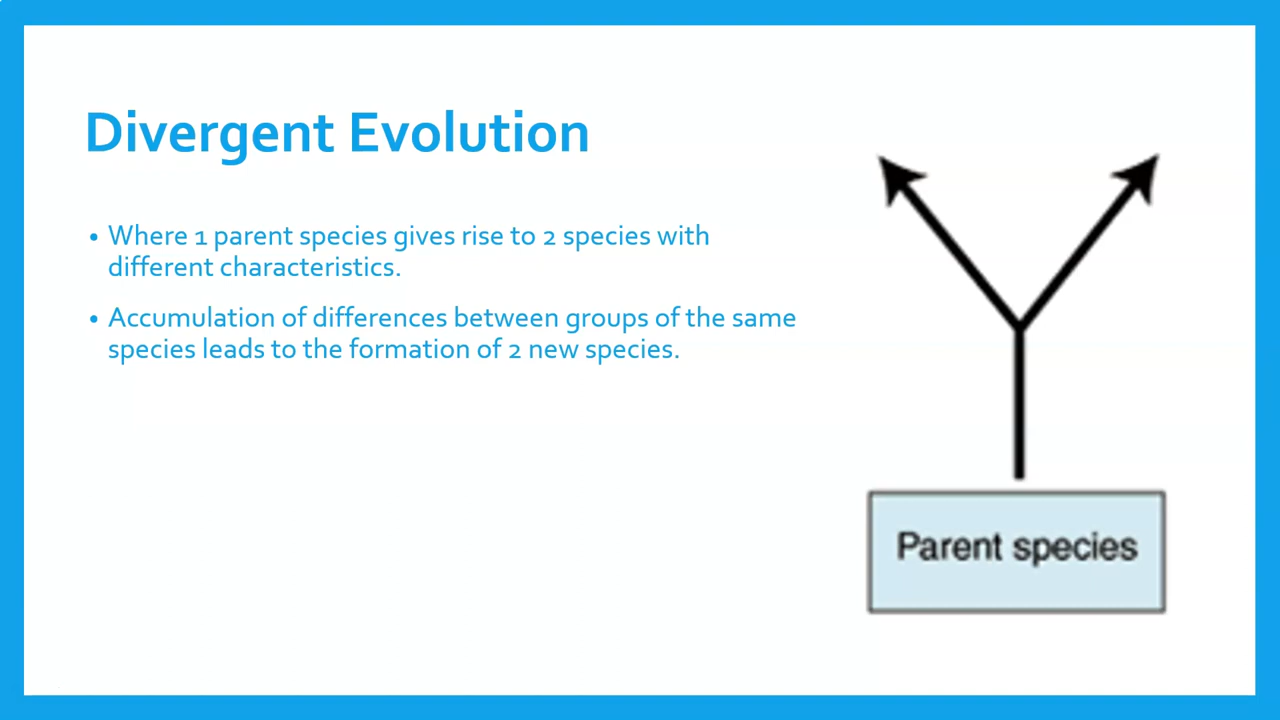 Divergent Evolution
• Where 1 parent species gives rise to 2 species with
different characteristics.
• Accumulation of differences between groups of the same
species leads to the formation of 2 new species.
Parent species